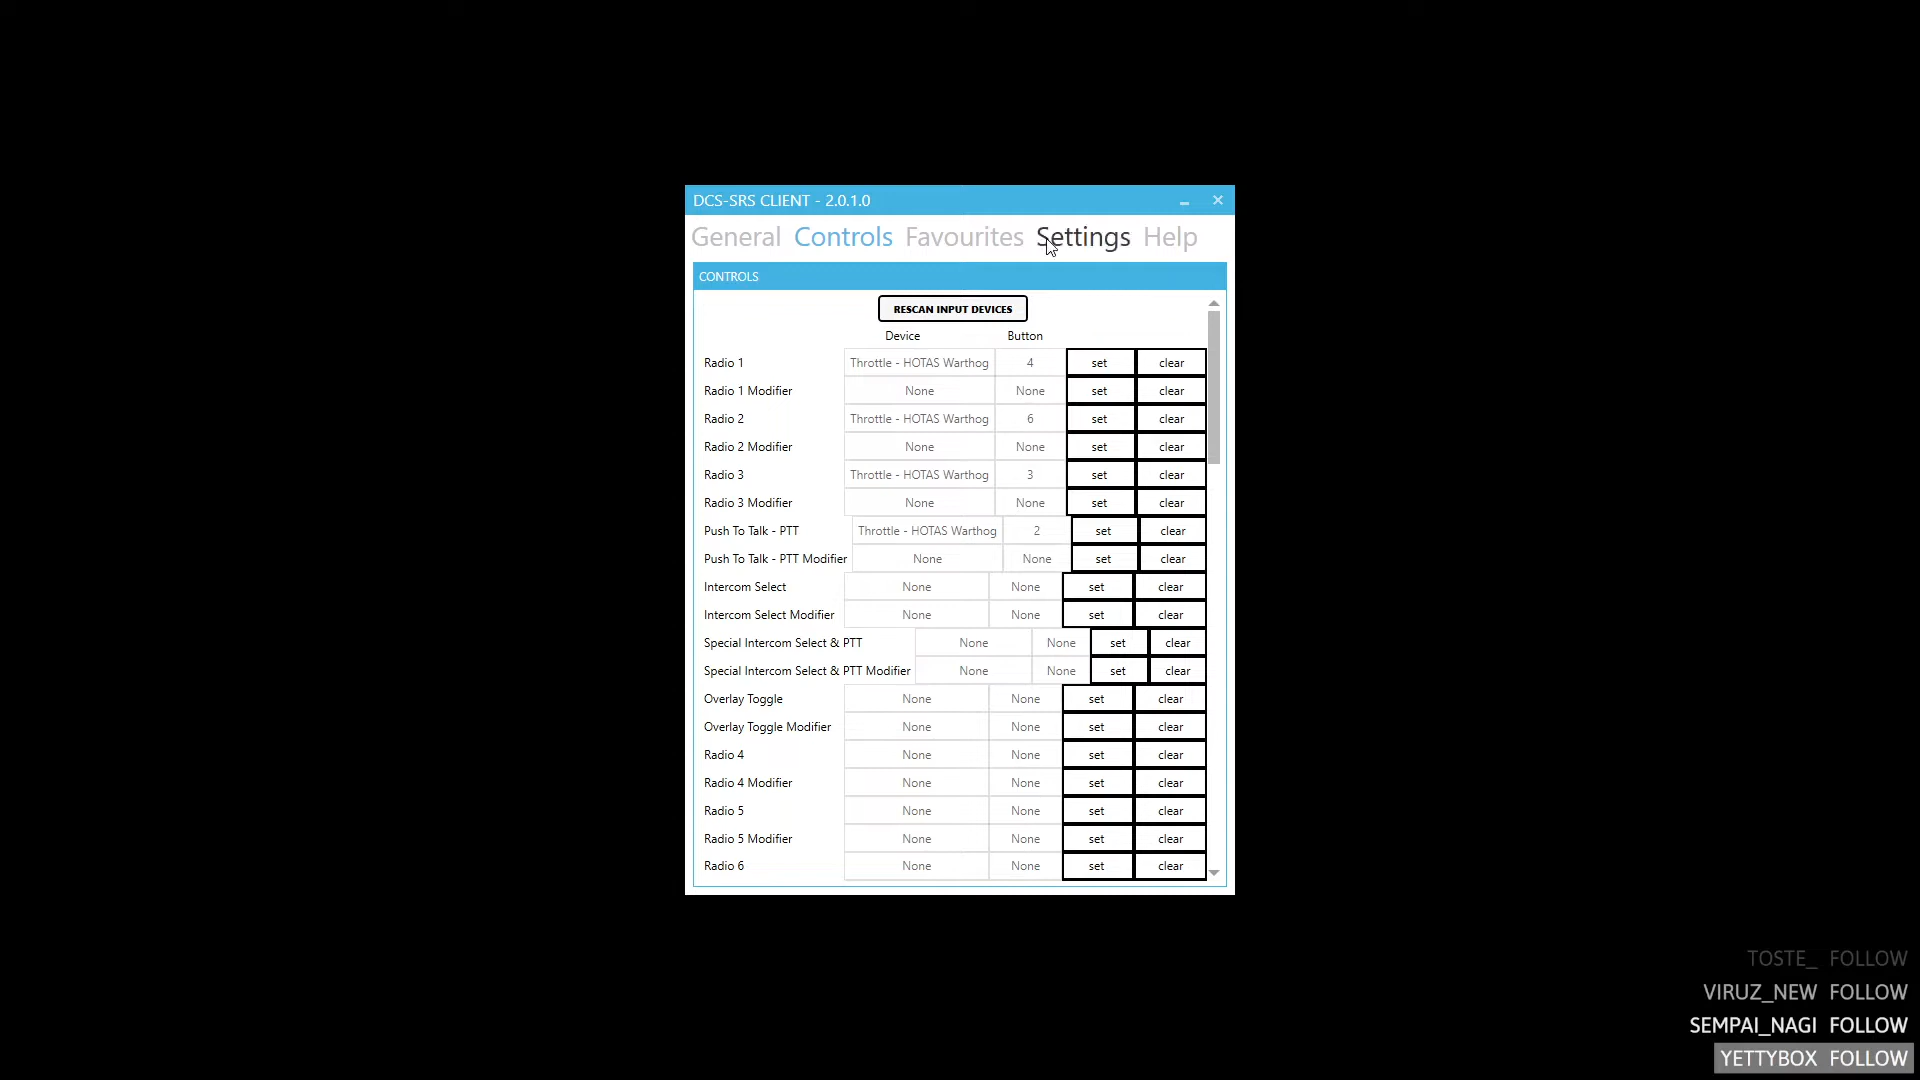 DCS-SRS CLIENT - 2.0.1.0
General Controls Favourites Settings Help
CONTROLS
RESCAN INPUT DEVICES
Device Button
Radio 1 Throttle - HOTAS Warthog 4 set clear
Radio 1 Modifier None None set clear
Radio 2 Throttle - HOTAS Warthog 6 set clear
Radio 2 Modifier None None set clear
Radio 3 Throttle - HOTAS Warthog 3 set clear
Radio 3 Modifier None None set clear
Push To Talk - PTT Throttle - HOTAS Warthog 2 set clear
Push To Talk - PTT Modifier None None set clear
Intercom Select None None set clear
Intercom Select Modifier None None set clear
Special Intercom Select & PTT None None set clear
Special Intercom Select & PTT Modifier None None set clear
Overlay Toggle None None set clear
Overlay Toggle Modifier None None set clear
Radio 4 None None set clear
Radio 4 Modifier None None set clear
Radio 5 None None set clear
Radio 5 Modifier None None set clear
Radio 6 None None set clear
TOSTE_ FOLLOW
VIRUZ_NEW FOLLOW
SEMPAI_NAGI FOLLOW
YETTYBOX FOLLOW